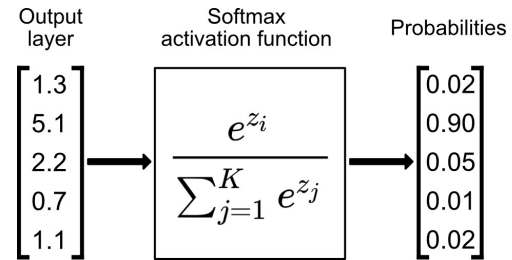 Output
layer
1.3
5.1
2.2
0.7
1.1
Softmax
activation function
e^{z_i}
∑_{j=1}^{K} e^{z_j}
Probabilities
0.02
0.90
0.05
0.01
0.02